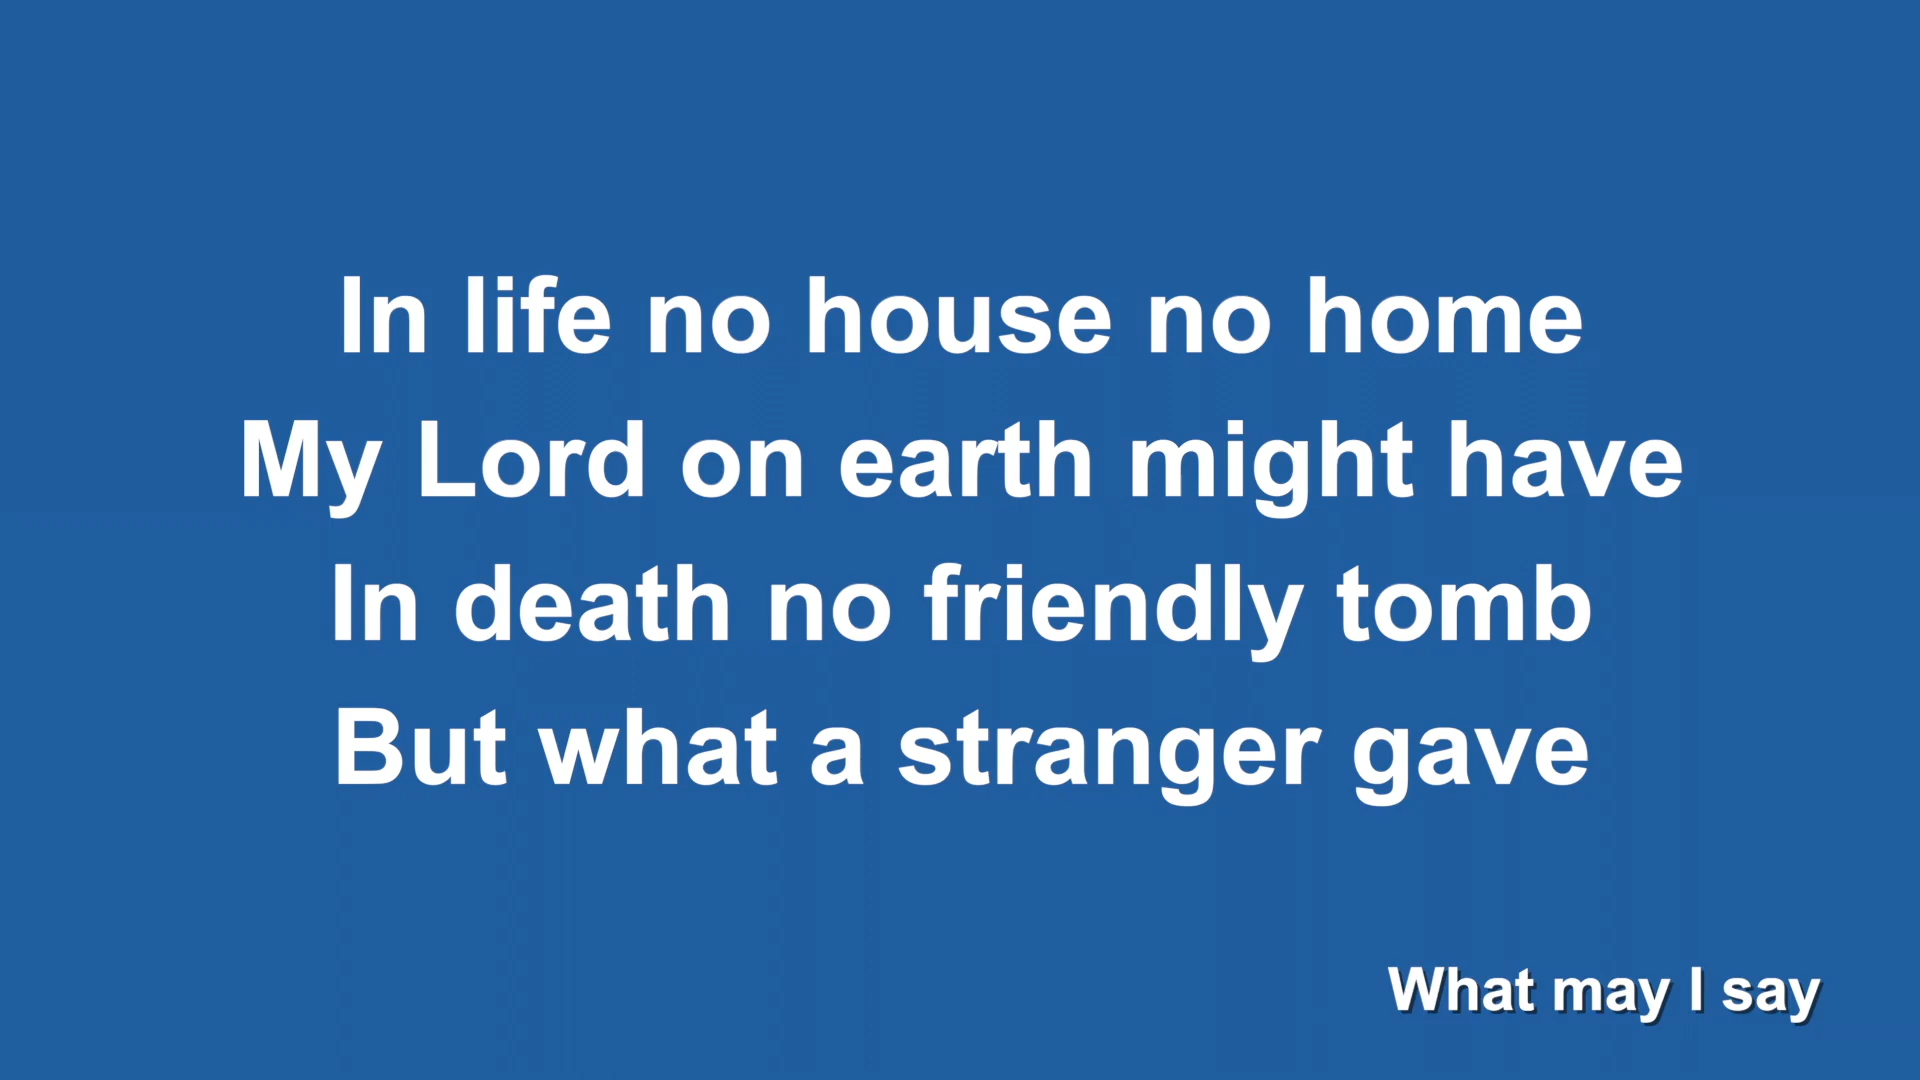 In life no house no home
My Lord on earth might have
In death no friendly tomb
But what a stranger gave
What may I say